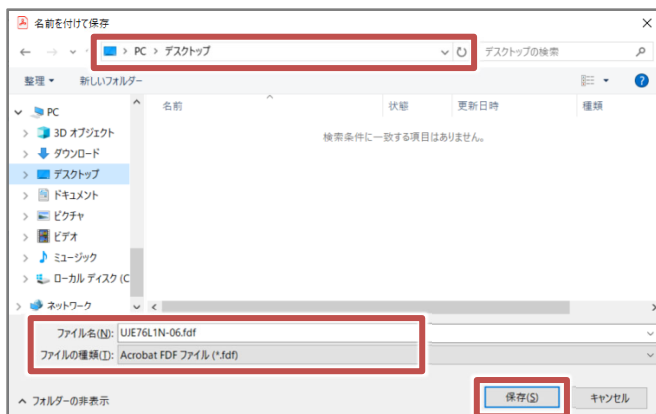 名前を付けて保存
PC > デスクトップ
デスクトップの検索
整理 新しいフォルダー
名前 状態 更新日時 種類
検索条件に一致する項目はありません。
PC
3D オブジェクト
ダウンロード
デスクトップ
ドキュメント
ピクチャ
ビデオ
ミュージック
ローカル ディスク (C
ネットワーク
ファイル名(N): UJE76L1N-06.fdf
ファイルの種類(T): Acrobat FDF ファイル (*.fdf)
フォルダーの非表示
保存(S) キャンセル